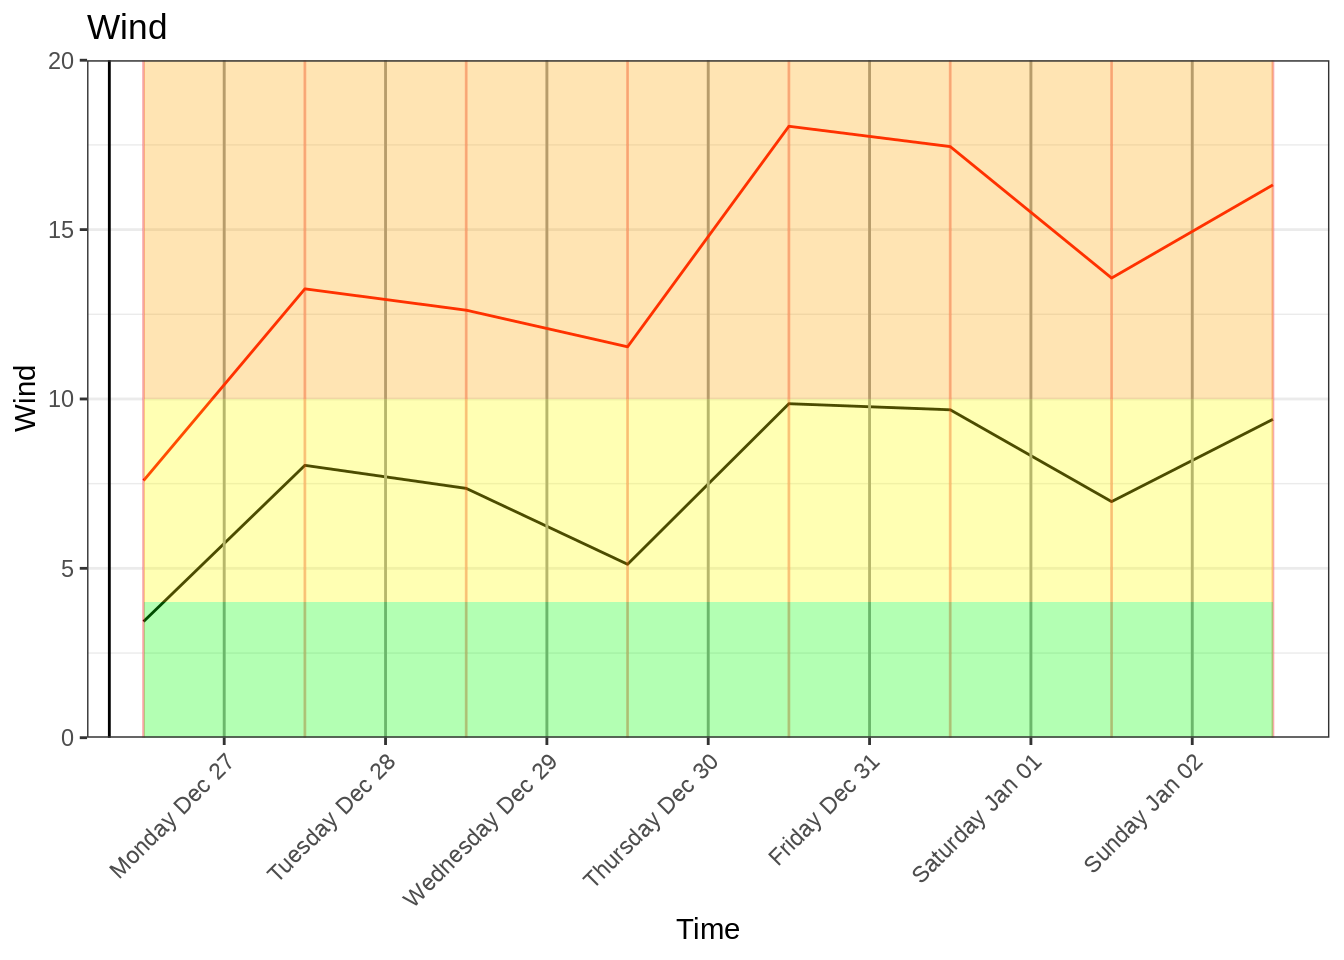 Wind
20
15
10
5
0
Wind
Monday Dec 27
Tuesday Dec 28
Wednesday Dec 29
Thursday Dec 30
Friday Dec 31
Saturday Jan 01
Sunday Jan 02
Time